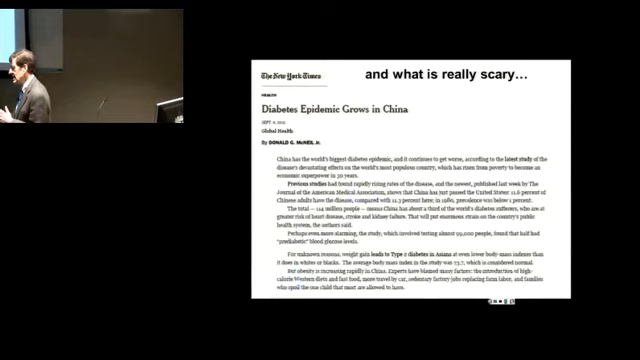 The New York Times
and what is really scary…
HEALTH
Diabetes Epidemic Grows in China
SEPT. 9, 2013
Global Health
By DONALD G. McNEIL Jr.
China has the world's biggest diabetes epidemic, and it continues to get worse, according to the latest study of the
disease's devastating effects on the world's most populous country, which has risen from poverty to become an
economic superpower in 30 years.
Previous studies had found rapidly rising rates of the disease, and the newest, published last week by The
Journal of the American Medical Association, shows that China has just passed the United States: 11.6 percent of
Chinese adults have the disease, compared with 11.3 percent here; in 1980, prevalence was below 1 percent.
The total — 114 million people — means China has about a third of the world's diabetes sufferers, who are at
greater risk of heart disease, stroke and kidney failure. That will put enormous strain on the country's public
health system, the authors said.
Perhaps even more alarming, the study, which involved testing almost 99,000 people, found that half had
"prediabetic" blood glucose levels.
For unknown reasons, weight gain leads to Type 2 diabetes in Asians at even lower body-mass indexes than
it does in whites or blacks. The average body mass index in the study was 23.7, which is considered normal.
But obesity is increasing rapidly in China. Experts have blamed many factors: the introduction of high-
calorie Western diets and fast food, more travel by car, sedentary factory jobs replacing farm labor, and families
who spoil the one child that most are allowed to have.